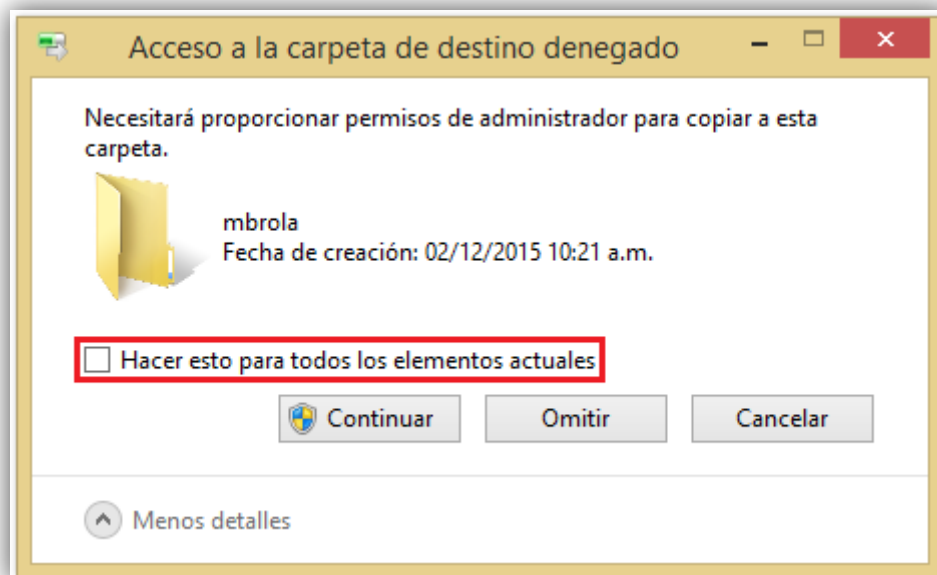 Acceso a la carpeta de destino denegado
Necesitará proporcionar permisos de administrador para copiar a esta
carpeta.
mbrola
Fecha de creación: 02/12/2015 10:21 a.m.
Hacer esto para todos los elementos actuales
Continuar Omitir Cancelar
Menos detalles